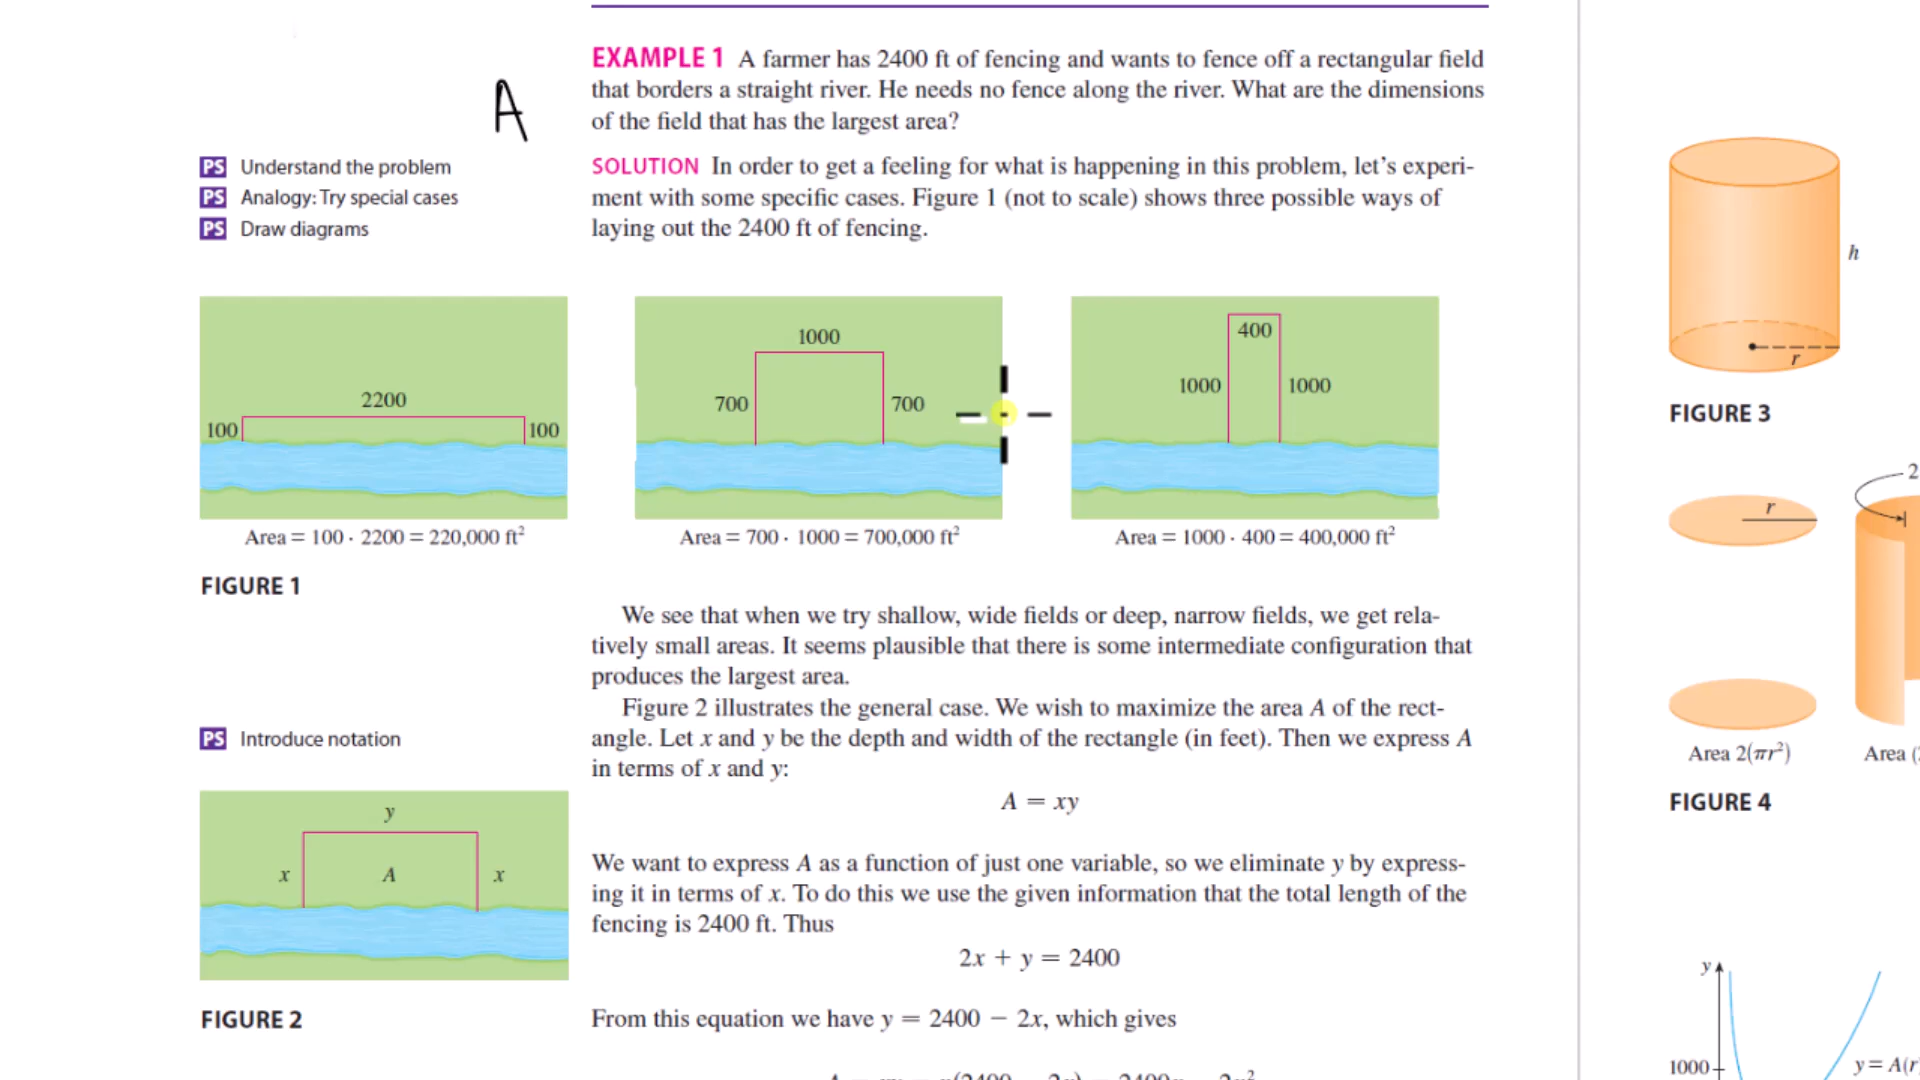 A
EXAMPLE 1 A farmer has 2400 ft of fencing and wants to fence off a rectangular field
that borders a straight river. He needs no fence along the river. What are the dimensions
of the field that has the largest area?
PS Understand the problem
PS Analogy: Try special cases
PS Draw diagrams
SOLUTION In order to get a feeling for what is happening in this problem, let's experi-
ment with some specific cases. Figure 1 (not to scale) shows three possible ways of
laying out the 2400 ft of fencing.
2200
100 100
Area = 100 · 2200 = 220,000 ft²
1000
700 700
Area = 700 · 1000 = 700,000 ft²
400
1000 1000
Area = 1000 · 400 = 400,000 ft²
FIGURE 1
We see that when we try shallow, wide fields or deep, narrow fields, we get rela-
tively small areas. It seems plausible that there is some intermediate configuration that
produces the largest area.
Figure 2 illustrates the general case. We wish to maximize the area A of the rect-
angle. Let x and y be the depth and width of the rectangle (in feet). Then we express A
in terms of x and y:
PS Introduce notation
A = xy
y
x A x
FIGURE 2
We want to express A as a function of just one variable, so we eliminate y by express-
ing it in terms of x. To do this we use the given information that the total length of the
fencing is 2400 ft. Thus
2x + y = 2400
From this equation we have y = 2400 − 2x, which gives
h
r
FIGURE 3
r
2
Area 2(πr²)
Area (
FIGURE 4
y
1000
y = A(r